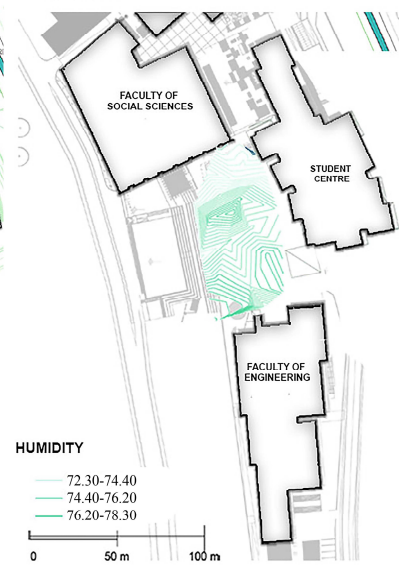 FACULTY OF
SOCIAL SCIENCES
STUDENT
CENTRE
FACULTY OF
ENGINEERING
HUMIDITY
72.30-74.40
74.40-76.20
76.20-78.30
0 50 m 100 m